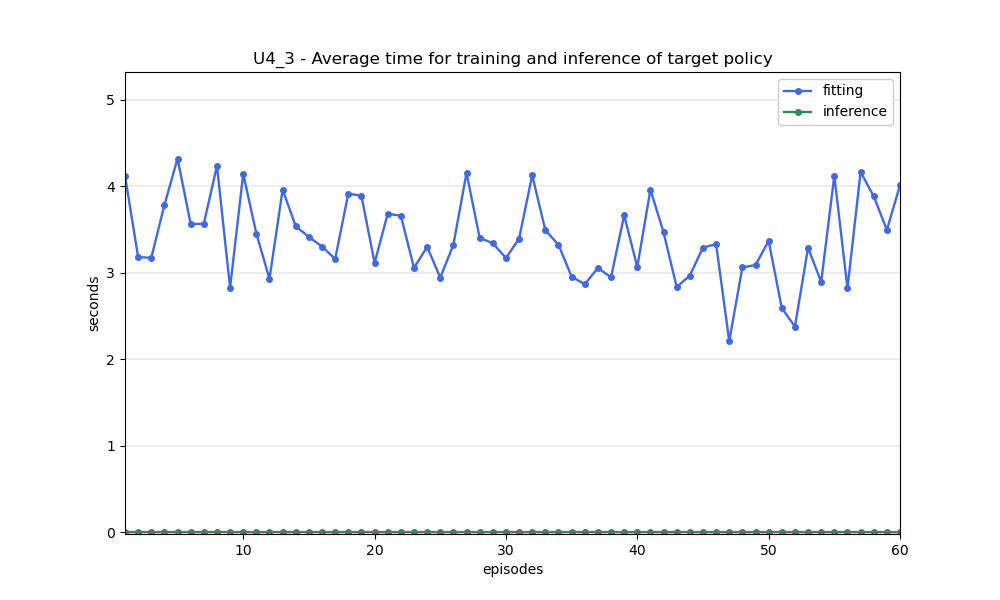 U4_3 - Average time for training and inference of target policy
fitting
inference
seconds
5
4
3
2
1
0
10 20 30 40 50 60
episodes